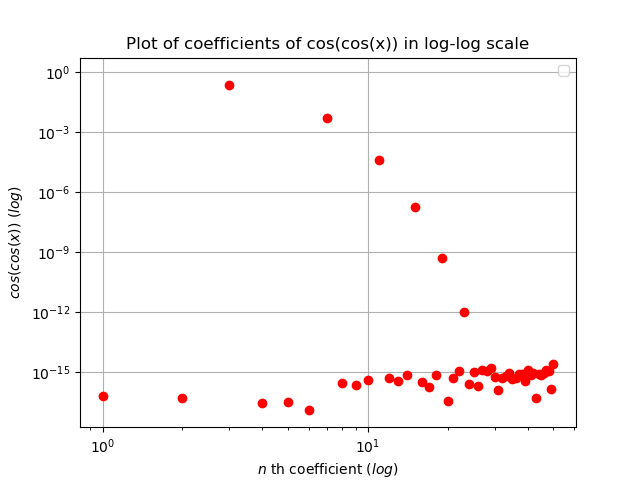 Plot of coefficients of cos(cos(x)) in log-log scale
10⁰
10⁻³
10⁻⁶
10⁻⁹
10⁻¹²
10⁻¹⁵
cos(cos(x)) (log)
10⁰ 10¹
n th coefficient (log)